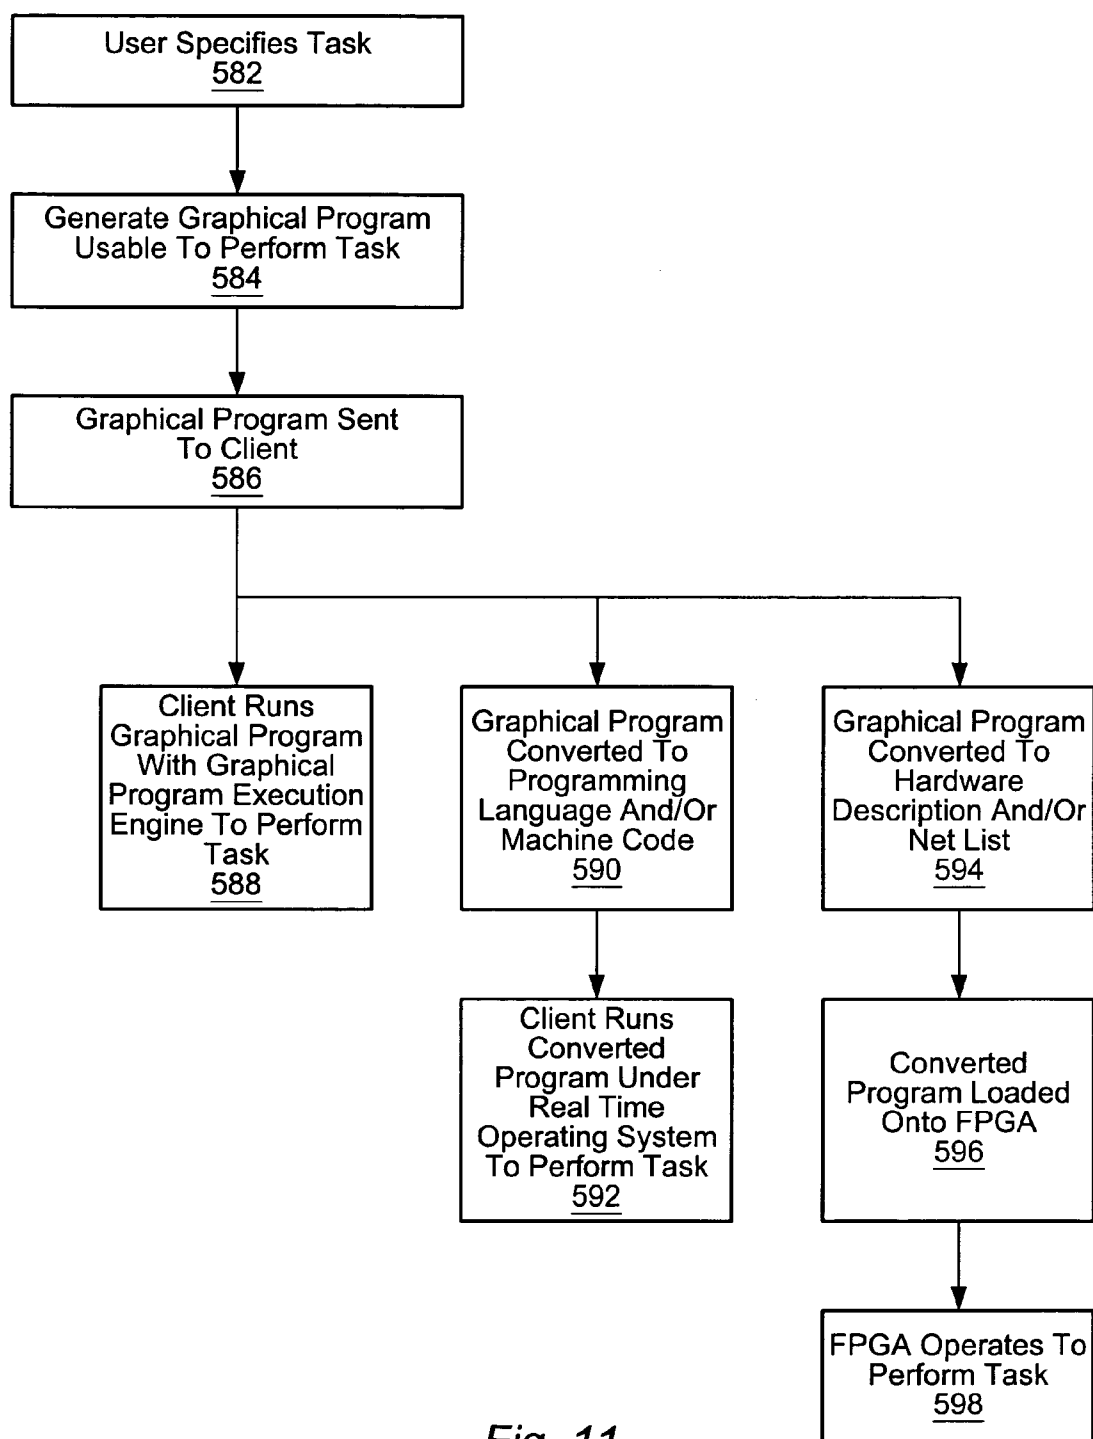 User Specifies Task
582
Generate Graphical Program
Usable To Perform Task
584
Graphical Program Sent
To Client
586
Client Runs
Graphical Program
With Graphical
Program Execution
Engine To Perform
Task
588
Graphical Program
Converted To
Programming
Language And/Or
Machine Code
590
Graphical Program
Converted To
Hardware
Description And/Or
Net List
594
Client Runs
Converted
Program Under
Real Time
Operating System
To Perform Task
592
Converted
Program Loaded
Onto FPGA
596
FPGA Operates To
Perform Task
598
Fig. 11